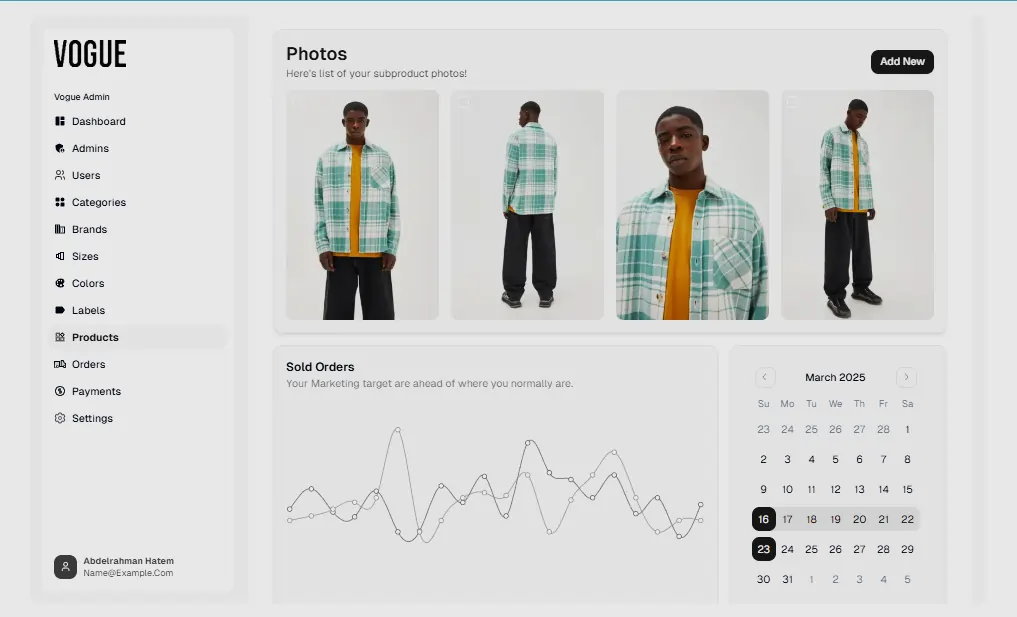 VOGUE
Vogue Admin
Dashboard
Admins
Users
Categories
Brands
Sizes
Colors
Labels
Products
Orders
Payments
Settings
Abdelrahman Hatem
Name@Example.Com
Photos
Here's list of your subproduct photos!
Add New
Sold Orders
Your Marketing target are ahead of where you normally are.
March 2025
Su Mo Tu We Th Fr Sa
23 24 25 26 27 28 1
2 3 4 5 6 7 8
9 10 11 12 13 14 15
16 17 18 19 20 21 22
23 24 25 26 27 28 29
30 31 1 2 3 4 5